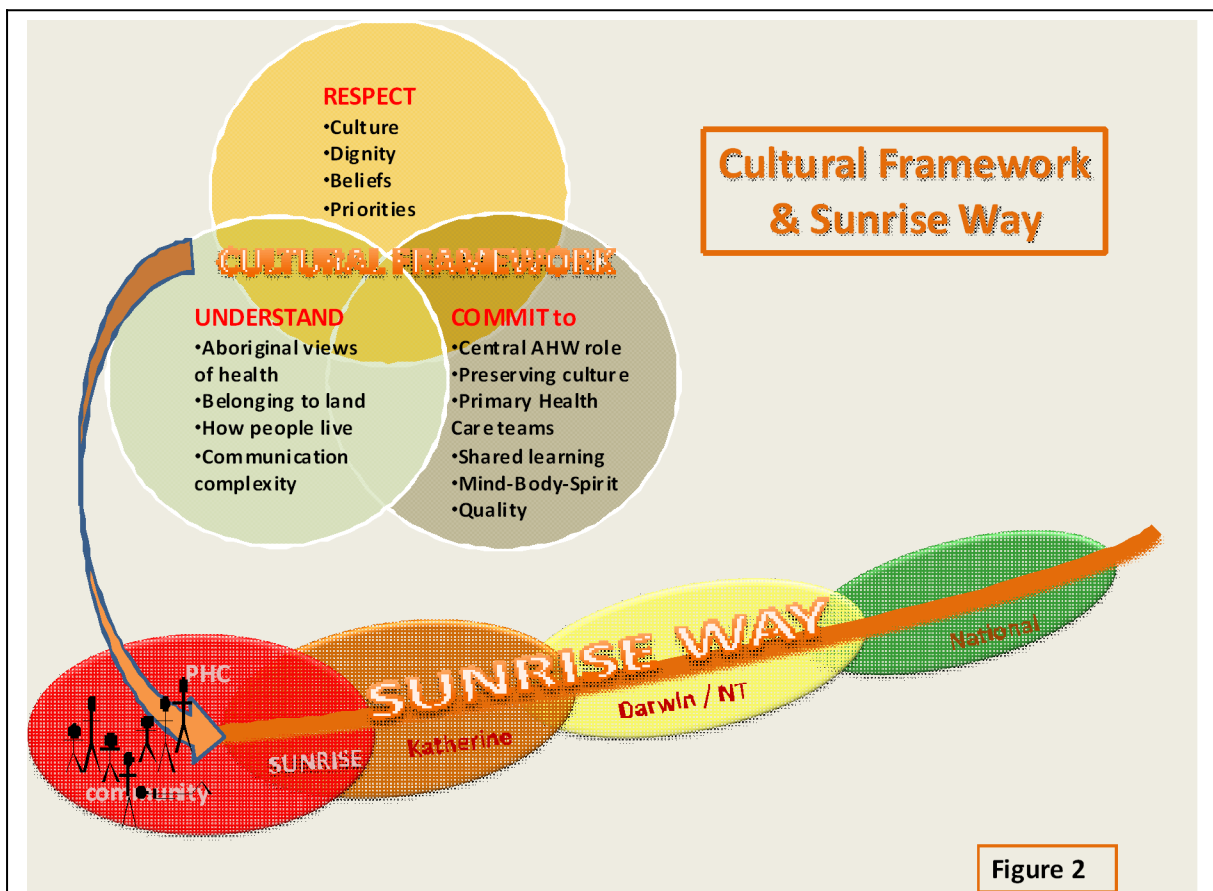 RESPECT
•Culture
•Dignity
•Beliefs
•Priorities
Cultural Framework
& Sunrise Way
CULTURAL FRAMEWORK
UNDERSTAND
•Aboriginal views
of health
•Belonging to land
•How people live
•Communication
complexity
COMMIT to
•Central AHW role
•Preserving culture
•Primary Health
Care teams
•Shared learning
•Mind-Body-Spirit
•Quality
SUNRISE WAY
PHC
community
SUNRISE
Katherine
Darwin / NT
National
Figure 2